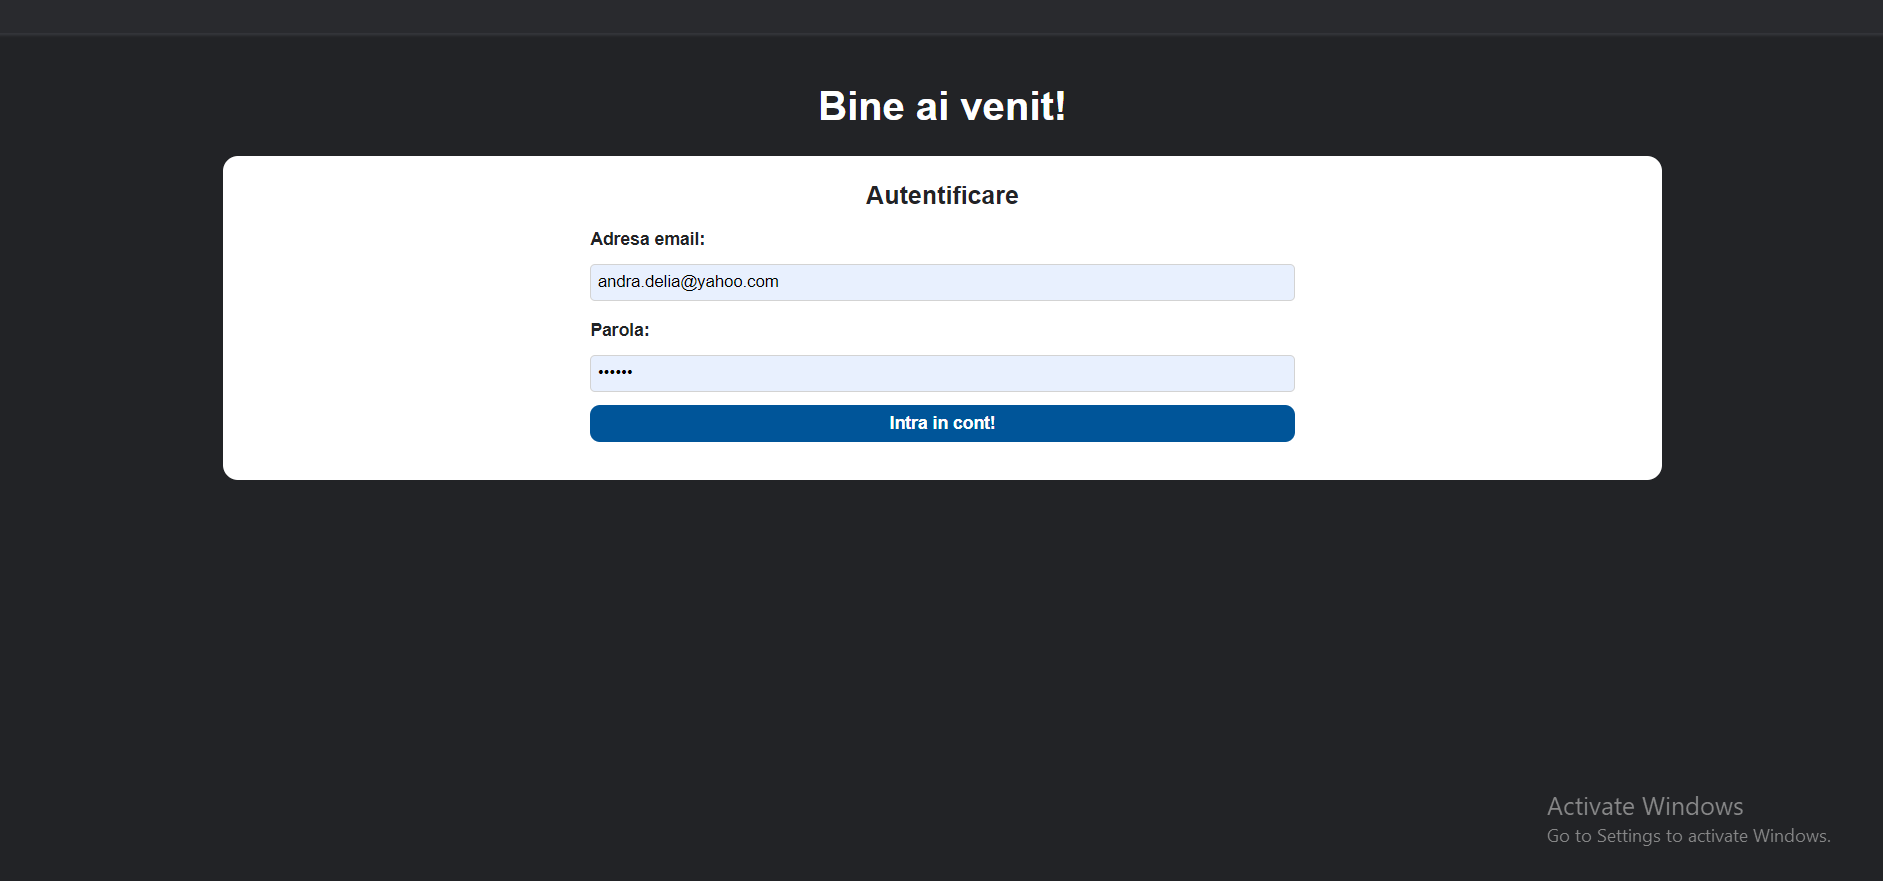 Bine ai venit!
Autentificare
Adresa email:
andra.delia@yahoo.com
Parola:
••••••
Intra in cont!
Activate Windows
Go to Settings to activate Windows.